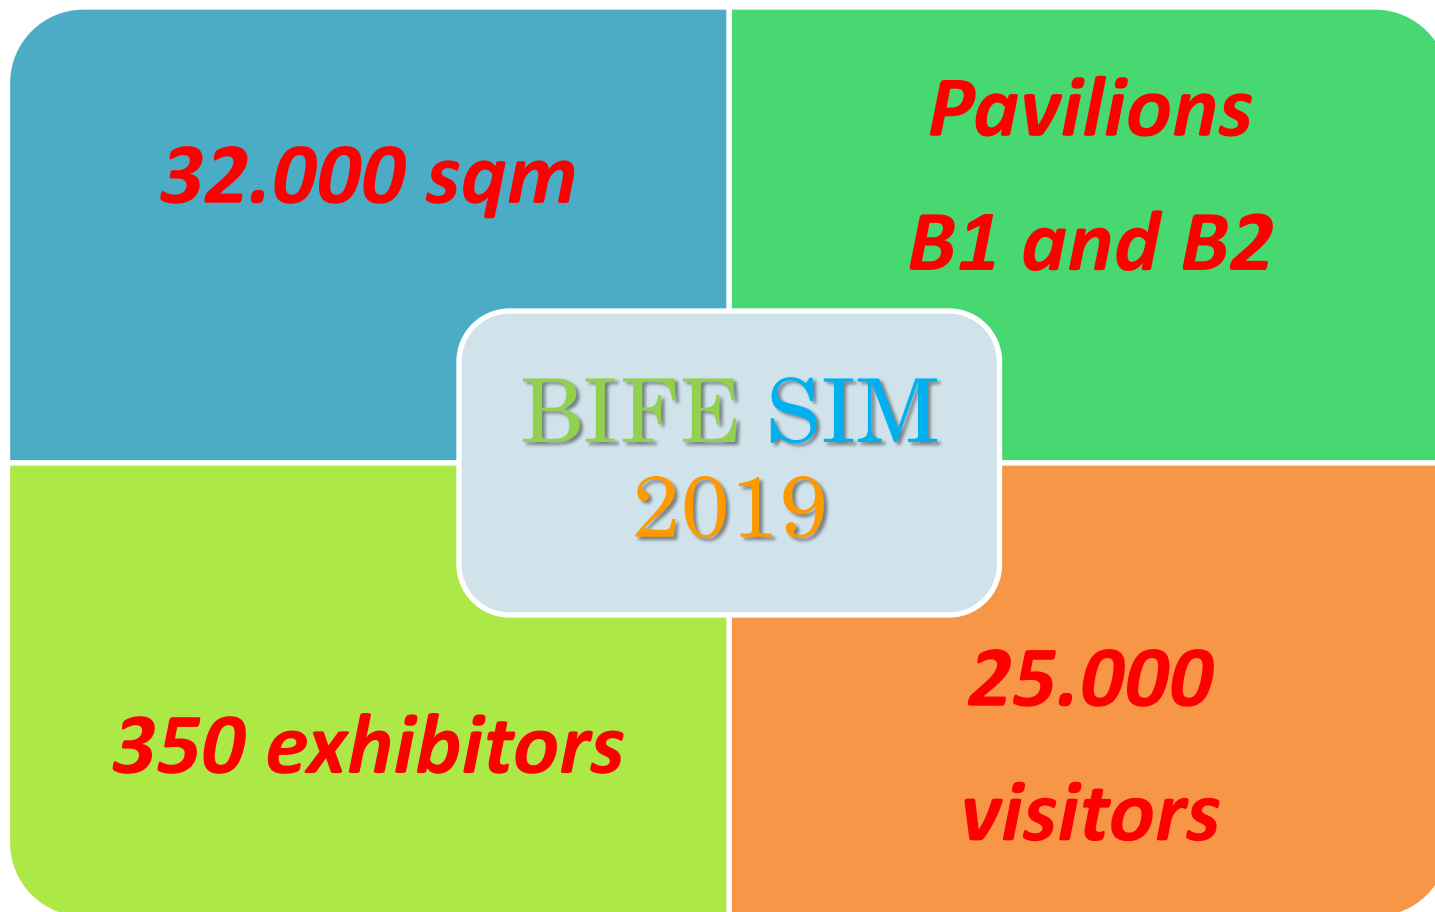 32.000 sqm
Pavilions
B1 and B2
BIFE SIM
2019
350 exhibitors
25.000
visitors